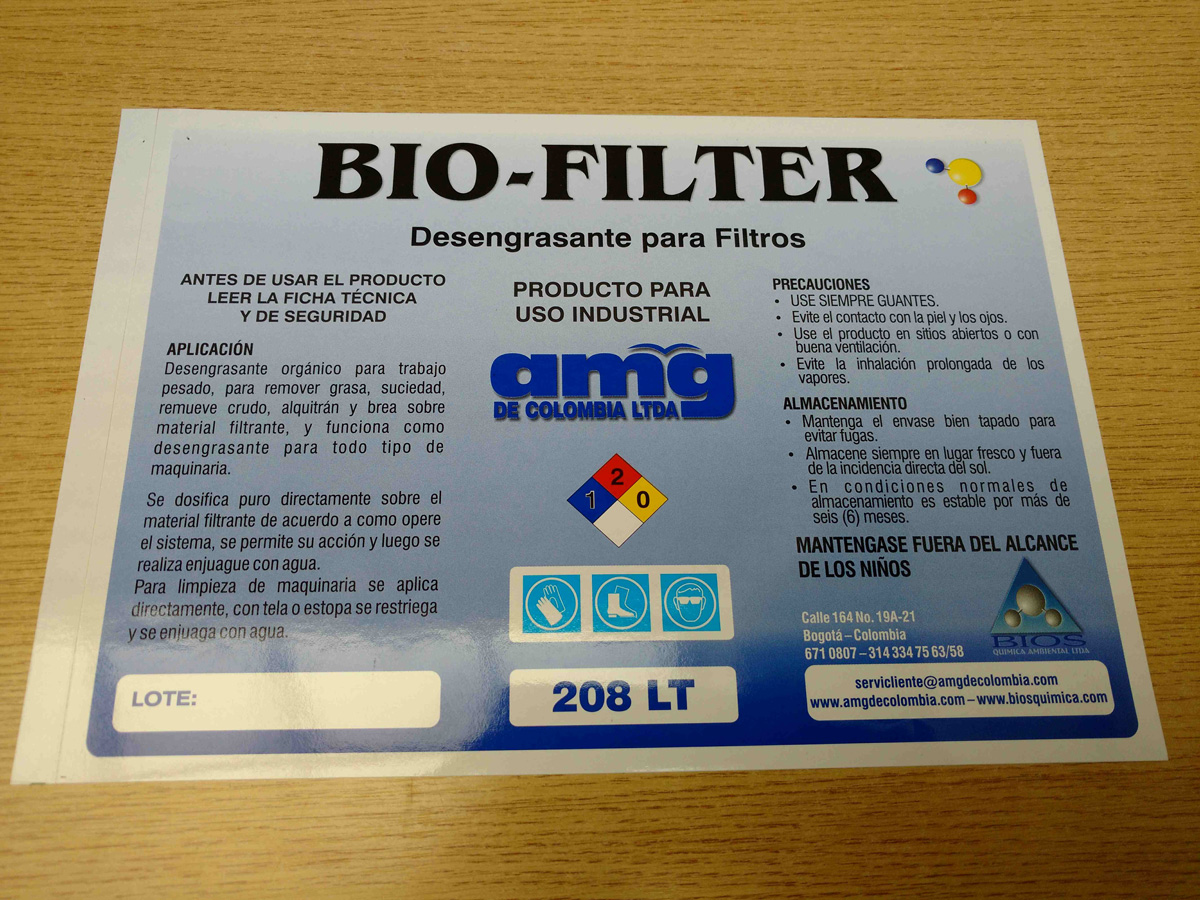 BIO-FILTER
Desengrasante para Filtros
ANTES DE USAR EL PRODUCTO
LEER LA FICHA TÉCNICA
Y DE SEGURIDAD
APLICACIÓN
Desengrasante orgánico para trabajo
pesado, para remover grasa, suciedad,
remueve crudo, alquitrán y brea sobre
material filtrante, y funciona como
desengrasante para todo tipo de
maquinaria.
Se dosifica puro directamente sobre el
material filtrante de acuerdo a como opere
el sistema, se permite su acción y luego se
realiza enjuague con agua.
Para limpieza de maquinaria se aplica
directamente, con tela o estopa se restriega
y se enjuaga con agua.
LOTE:
PRODUCTO PARA
USO INDUSTRIAL
amg
DE COLOMBIA LTDA
2
1 0
208 LT
PRECAUCIONES
• USE SIEMPRE GUANTES.
• Evite el contacto con la piel y los ojos.
• Use el producto en sitios abiertos o con
buena ventilación.
• Evite la inhalación prolongada de los
vapores.
ALMACENAMIENTO
• Mantenga el envase bien tapado para
evitar fugas.
• Almacene siempre en lugar fresco y fuera
de la incidencia directa del sol.
• En condiciones normales de
almacenamiento es estable por más de
seis (6) meses.
MANTENGASE FUERA DEL ALCANCE
DE LOS NIÑOS
Calle 164 No. 19A-21
Bogotá – Colombia
671 0807 – 314 334 75 63/58
BIOS
QUIMICA AMBIENTAL LTDA
servicliente@amgdecolombia.com
www.amgdecolombia.com – www.biosquimica.com